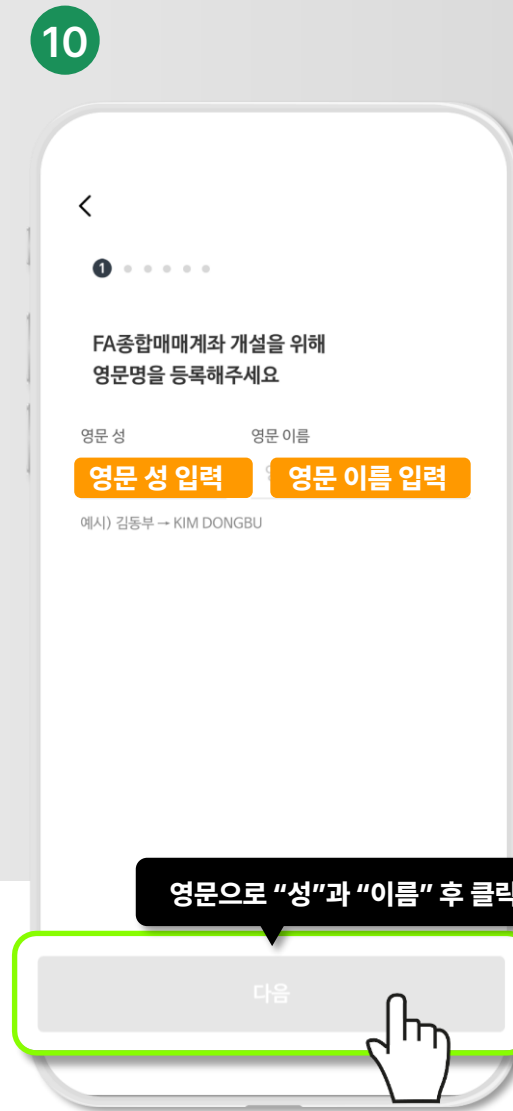 10
1
FA종합매매계좌 개설을 위해
영문명을 등록해주세요
영문 성 영문 이름
영문 성 입력 영문 이름 입력
예시) 김동부 → KIM DONGBU
영문으로 “성”과 “이름” 후 클릭
다음